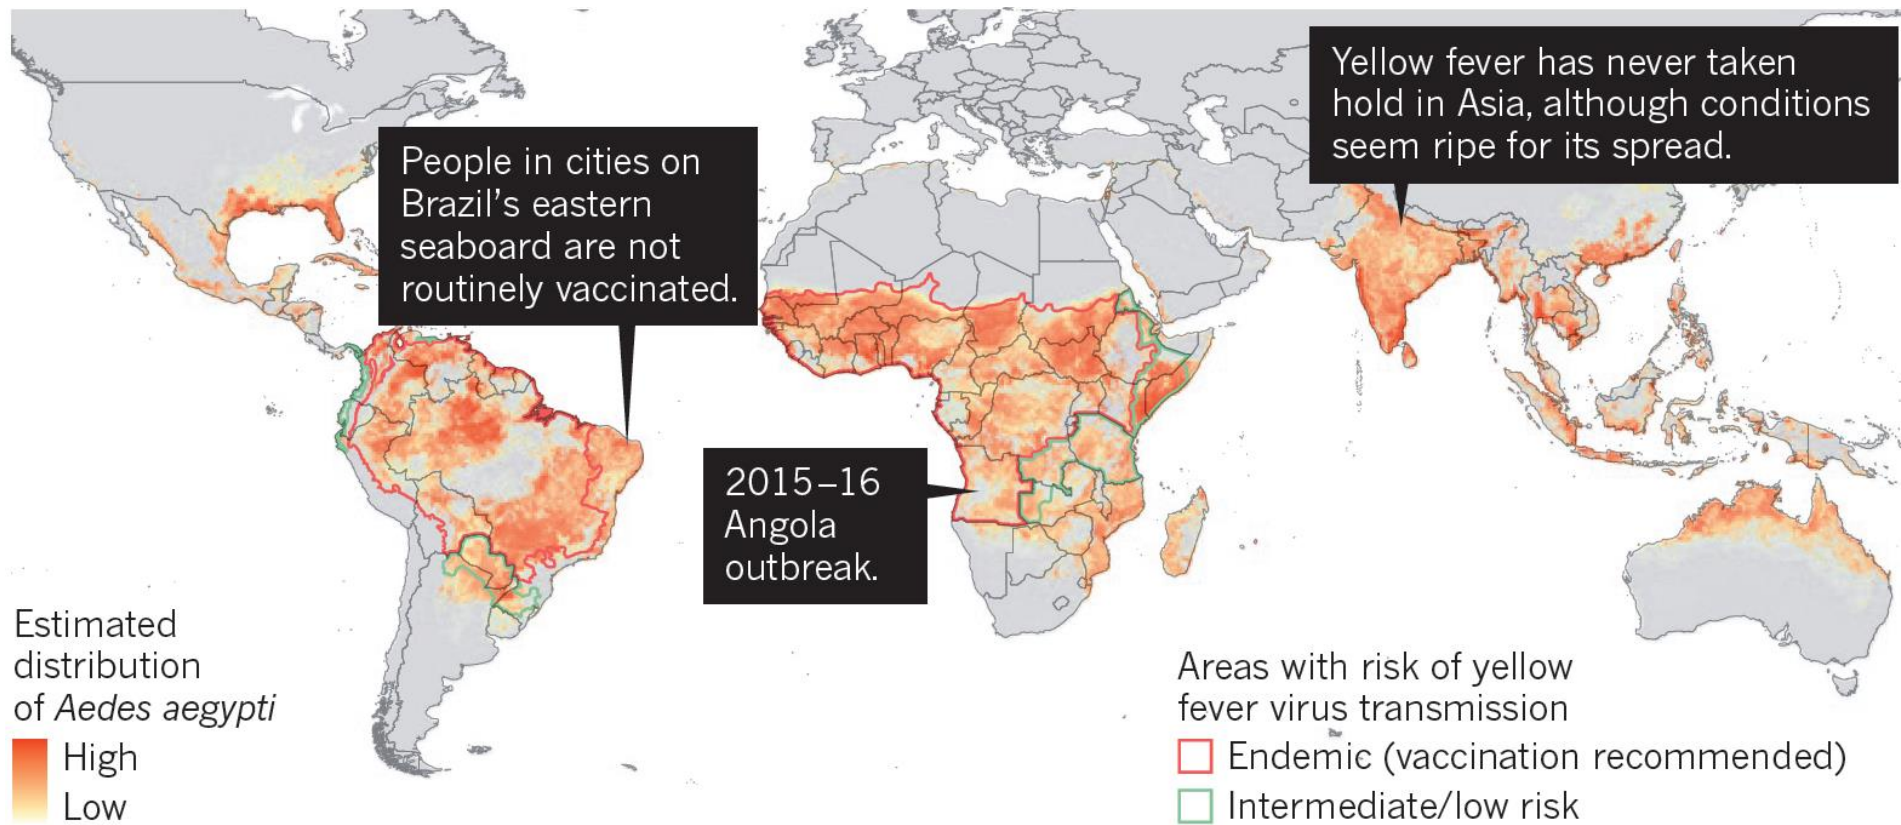 Yellow fever has never taken
hold in Asia, although conditions
seem ripe for its spread.
People in cities on
Brazil's eastern
seaboard are not
routinely vaccinated.
2015–16
Angola
outbreak.
Estimated
distribution
of Aedes aegypti
High
Low
Areas with risk of yellow
fever virus transmission
Endemic (vaccination recommended)
Intermediate/low risk